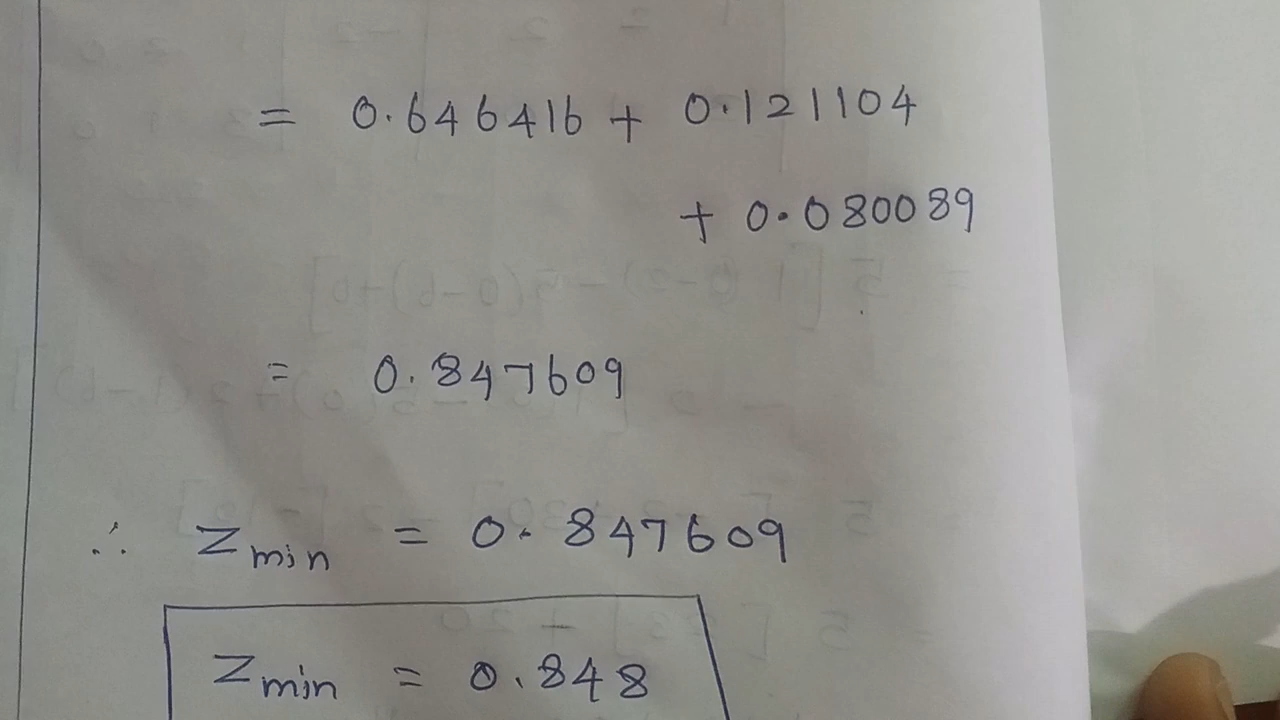 = 0.646416 + 0.121104
+ 0.080089
= 0.847609
∴ Zmin = 0.847609
Zmin = 0.848